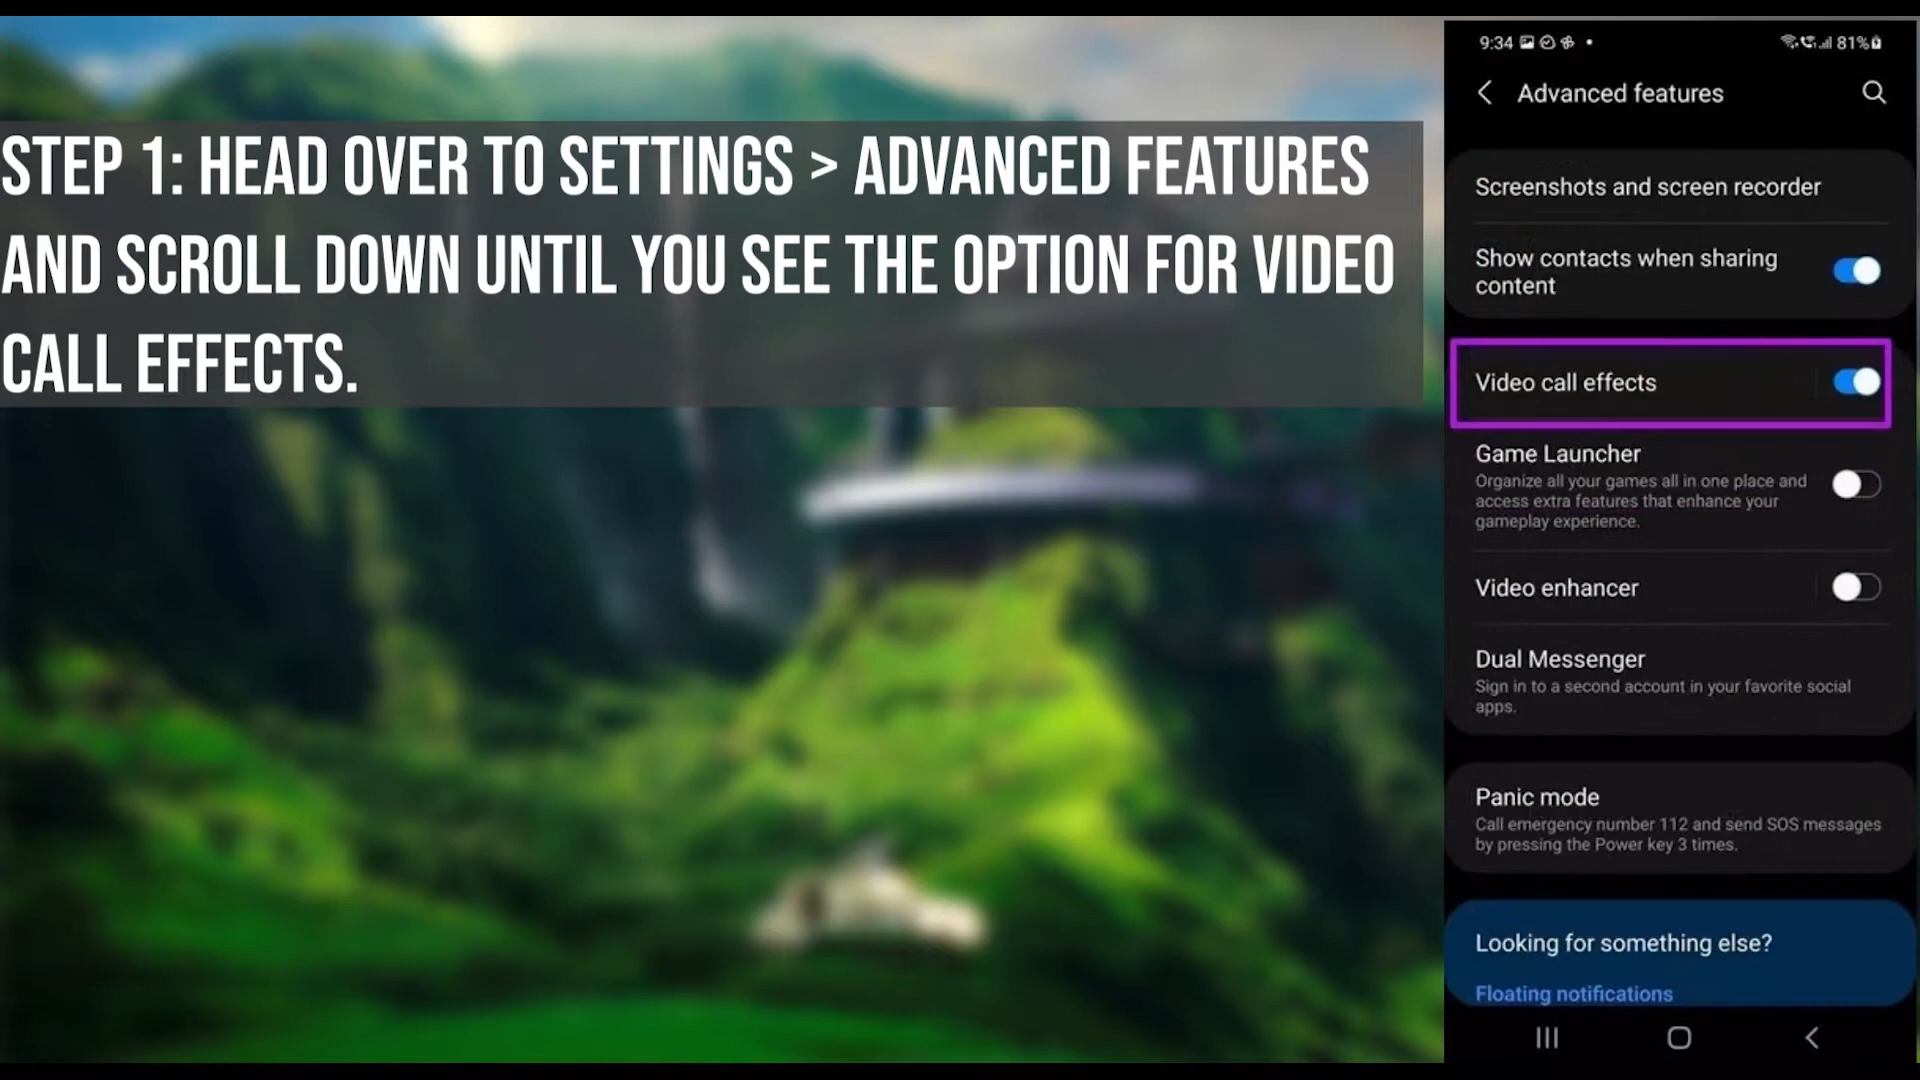 STEP 1: HEAD OVER TO SETTINGS > ADVANCED FEATURES
AND SCROLL DOWN UNTIL YOU SEE THE OPTION FOR VIDEO
CALL EFFECTS.
9:34
81%
Advanced features
Screenshots and screen recorder
Show contacts when sharing
content
Video call effects
Game Launcher
Organize all your games all in one place and
access extra features that enhance your
gameplay experience.
Video enhancer
Dual Messenger
Sign in to a second account in your favorite social
apps.
Panic mode
Call emergency number 112 and send SOS messages
by pressing the Power key 3 times.
Looking for something else?
Floating notifications